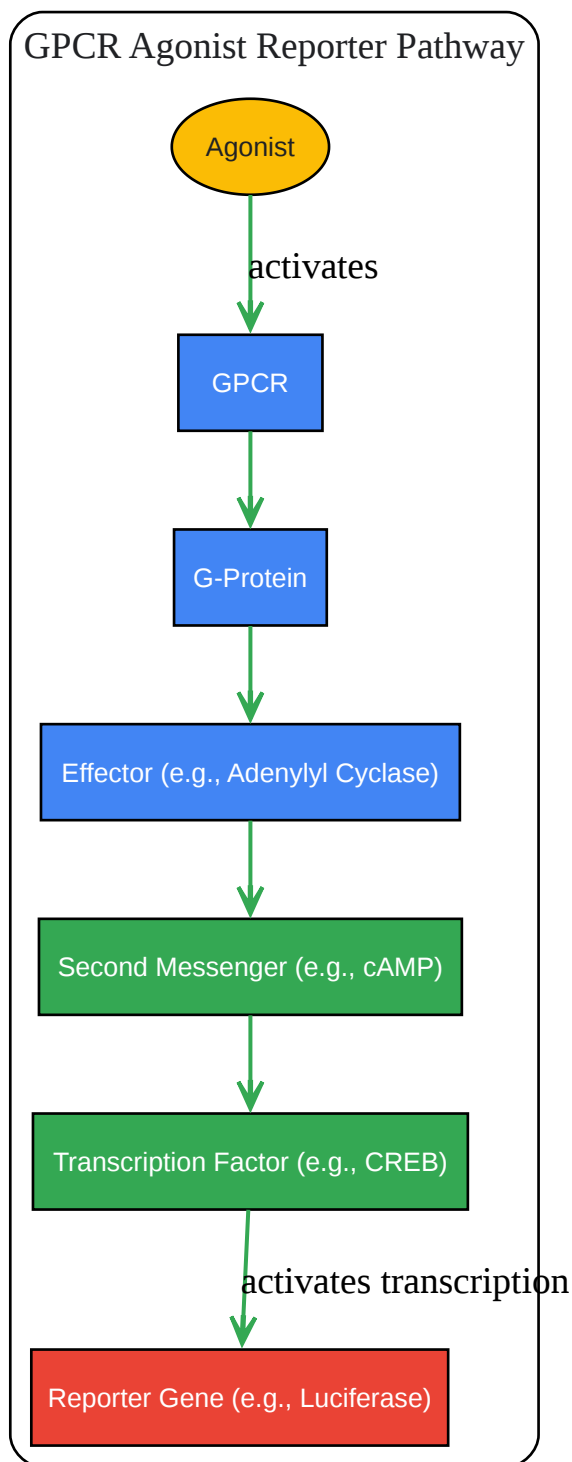 GPCR Agonist Reporter Pathway
Agonist
activates
GPCR
G-Protein
Effector (e.g., Adenylyl Cyclase)
Second Messenger (e.g., cAMP)
Transcription Factor (e.g., CREB)
activates transcription
Reporter Gene (e.g., Luciferase)